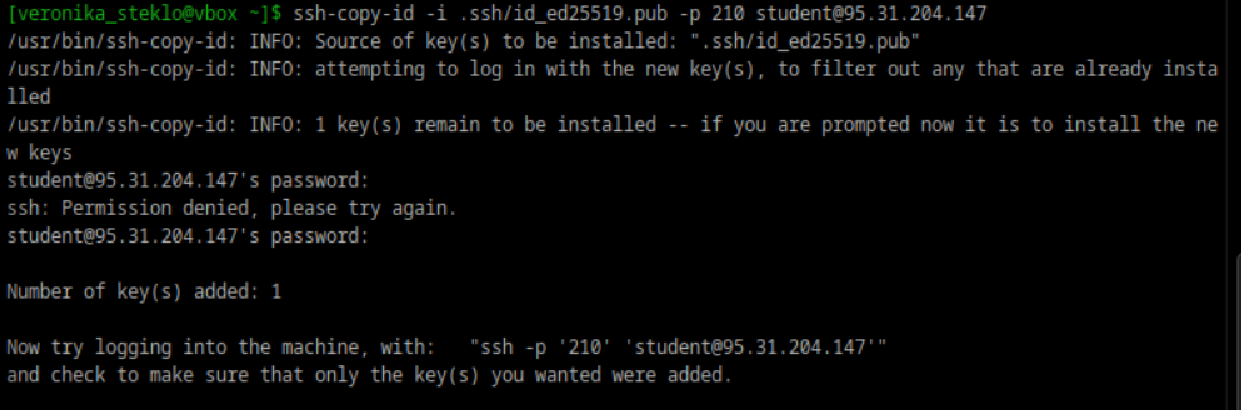 [veronika_steklo@vbox ~]$ ssh-copy-id -i .ssh/id_ed25519.pub -p 210 student@95.31.204.147
/usr/bin/ssh-copy-id: INFO: Source of key(s) to be installed: ".ssh/id_ed25519.pub"
/usr/bin/ssh-copy-id: INFO: attempting to log in with the new key(s), to filter out any that are already insta
lled
/usr/bin/ssh-copy-id: INFO: 1 key(s) remain to be installed -- if you are prompted now it is to install the ne
w keys
student@95.31.204.147's password:
ssh: Permission denied, please try again.
student@95.31.204.147's password:
Number of key(s) added: 1
Now try logging into the machine, with:   "ssh -p '210' 'student@95.31.204.147'"
and check to make sure that only the key(s) you wanted were added.